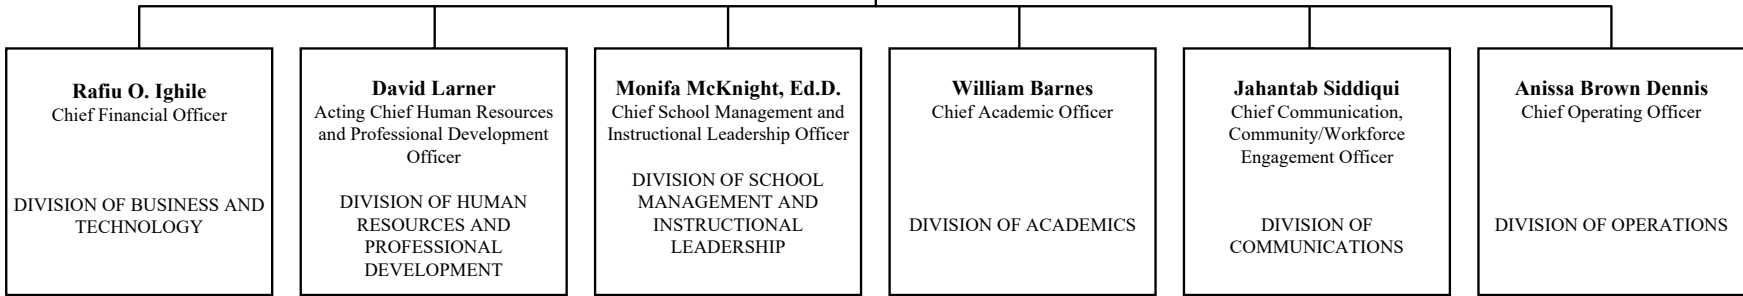 Rafiu O. Ighile
Chief Financial Officer
DIVISION OF BUSINESS AND
TECHNOLOGY
David Larner
Acting Chief Human Resources
and Professional Development
Officer
DIVISION OF HUMAN
RESOURCES AND
PROFESSIONAL
DEVELOPMENT
Monifa McKnight, Ed.D.
Chief School Management and
Instructional Leadership Officer
DIVISION OF SCHOOL
MANAGEMENT AND
INSTRUCTIONAL
LEADERSHIP
William Barnes
Chief Academic Officer
DIVISION OF ACADEMICS
Jahantab Siddiqui
Chief Communication,
Community/Workforce
Engagement Officer
DIVISION OF
COMMUNICATIONS
Anissa Brown Dennis
Chief Operating Officer
DIVISION OF OPERATIONS